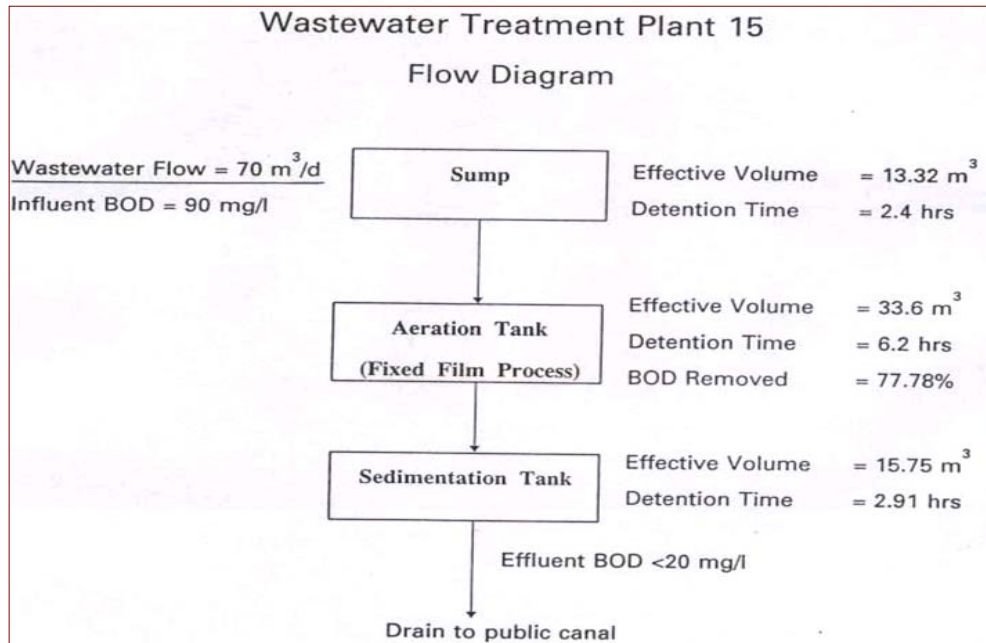 Wastewater Treatment Plant 15
Flow Diagram
Wastewater Flow = 70 m³/d
Influent BOD = 90 mg/l
Sump
Effective Volume = 13.32 m³
Detention Time = 2.4 hrs
Aeration Tank
(Fixed Film Process)
Effective Volume = 33.6 m³
Detention Time = 6.2 hrs
BOD Removed = 77.78%
Sedimentation Tank
Effective Volume = 15.75 m³
Detention Time = 2.91 hrs
Effluent BOD <20 mg/l
Drain to public canal